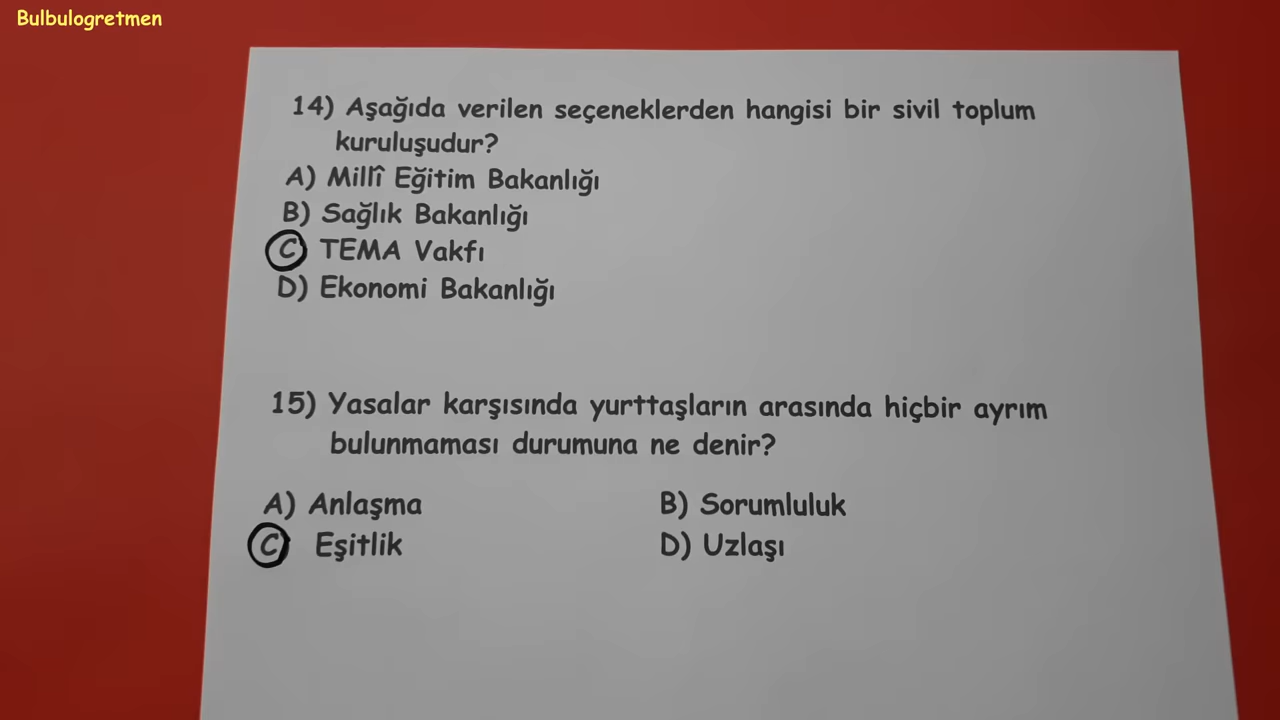 Bulbulogretmen
14) Aşağıda verilen seçeneklerden hangisi bir sivil toplum
kuruluşudur?
A) Millî Eğitim Bakanlığı
B) Sağlık Bakanlığı
C) TEMA Vakfı
D) Ekonomi Bakanlığı
15) Yasalar karşısında yurttaşların arasında hiçbir ayrım
bulunmaması durumuna ne denir?
A) Anlaşma B) Sorumluluk
C) Eşitlik D) Uzlaşı